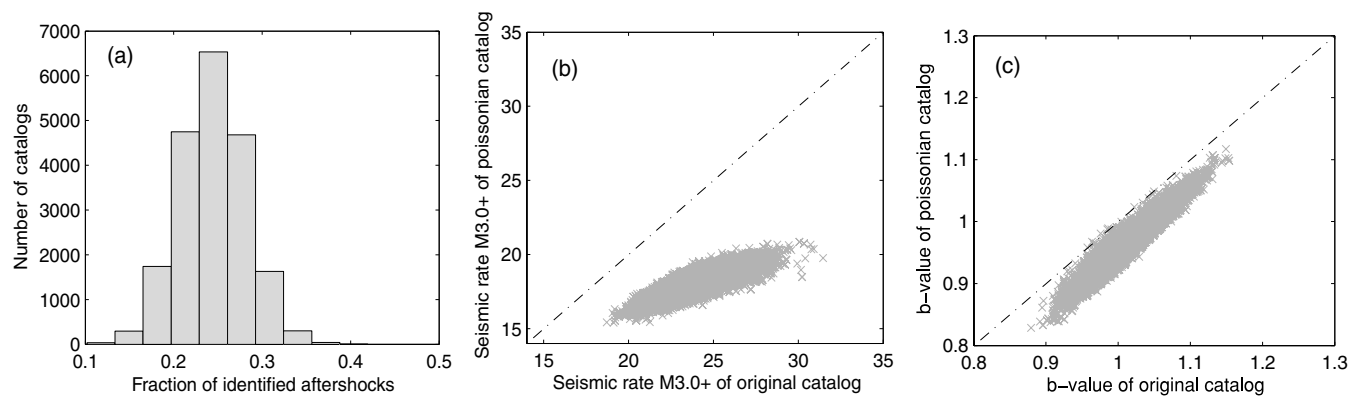 (a)
7000
6000
5000
4000
3000
2000
1000
0
0.1 0.2 0.3 0.4 0.5
Number of catalogs
Fraction of identified aftershocks
(b)
35
30
25
20
15
15 20 25 30 35
Seismic rate M3.0+ of poissonian catalog
Seismic rate M3.0+ of original catalog
(c)
1.3
1.2
1.1
1
0.9
0.8
0.8 0.9 1 1.1 1.2 1.3
b−value of poissonian catalog
b−value of original catalog